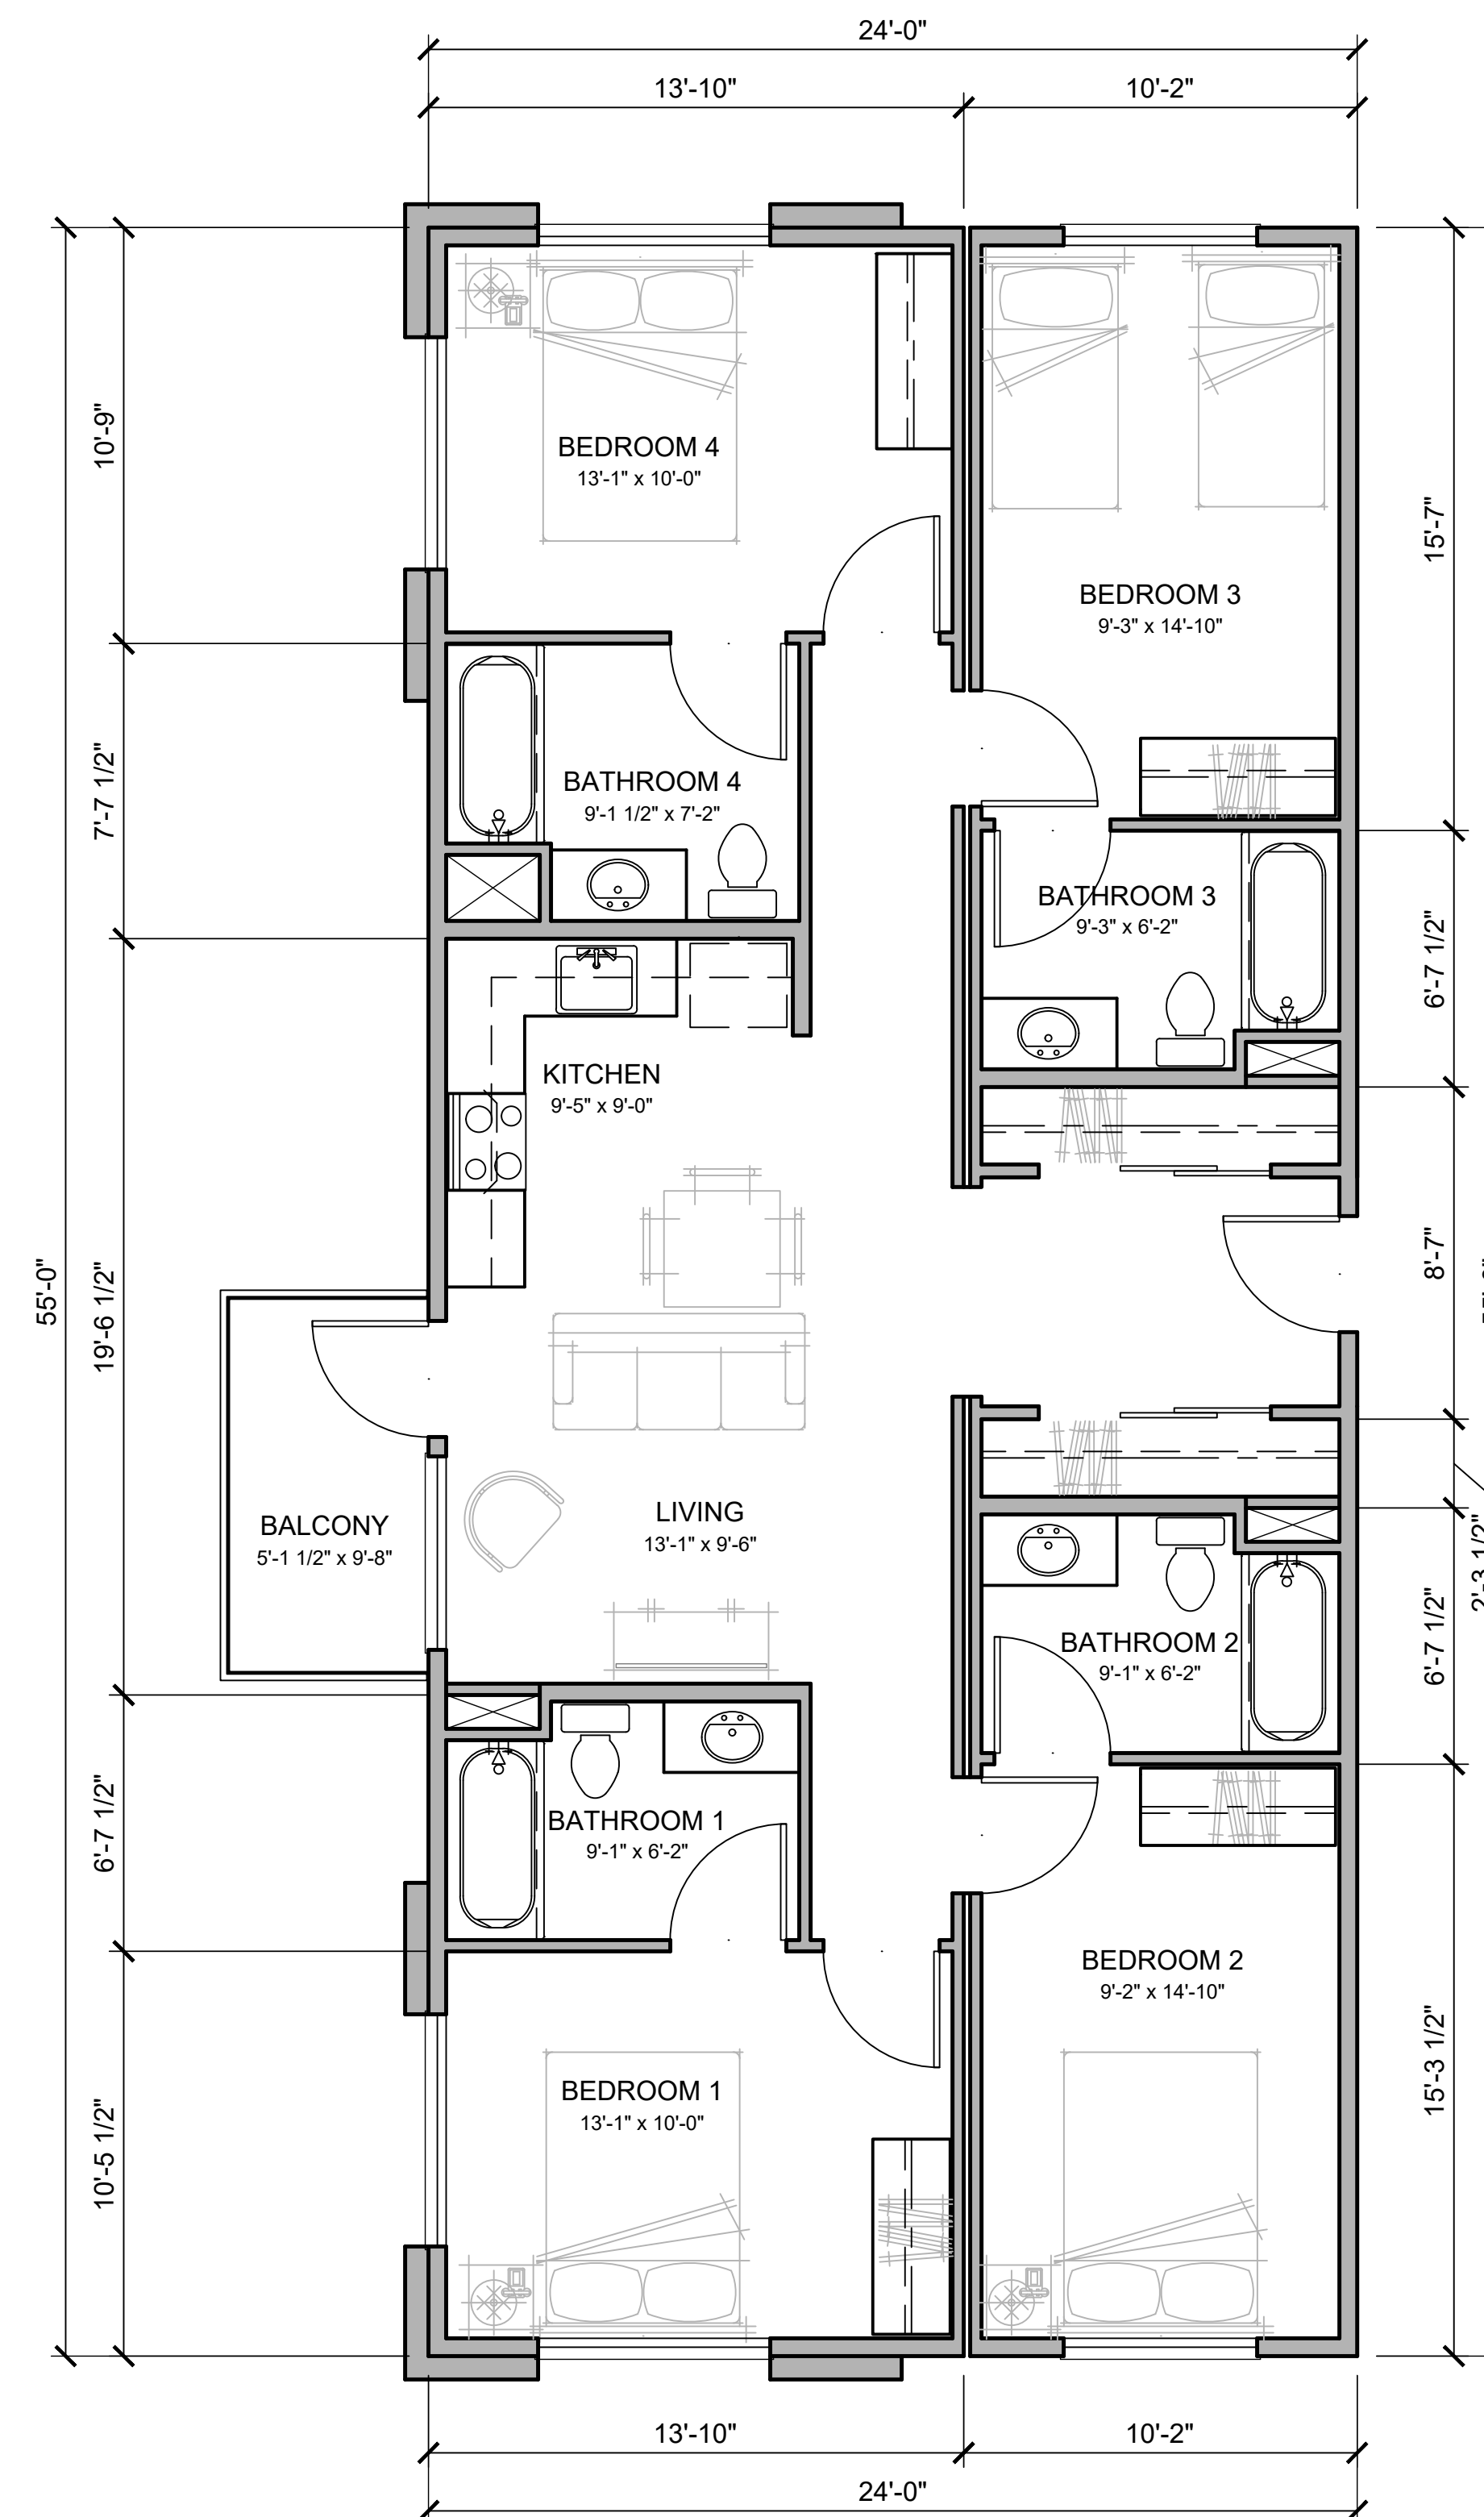 24'-0"
13'-10"
10'-2"
10'-9"
15'-7"
BEDROOM 4
13'-1" x 10'-0"
BEDROOM 3
9'-3" x 14'-10"
7'-7 1/2"
BATHROOM 4
9'-1 1/2" x 7'-2"
BATHROOM 3
9'-3" x 6'-2"
6'-7 1/2"
KITCHEN
9'-5" x 9'-0"
55'-0"
19'-6 1/2"
8'-7"
BALCONY
5'-1 1/2" x 9'-8"
LIVING
13'-1" x 9'-6"
2'-3 1/2"
BATHROOM 2
9'-1" x 6'-2"
6'-7 1/2"
BATHROOM 1
9'-1" x 6'-2"
6'-7 1/2"
BEDROOM 2
9'-2" x 14'-10"
BEDROOM 1
13'-1" x 10'-0"
10'-5 1/2"
15'-3 1/2"
13'-10"
10'-2"
24'-0"